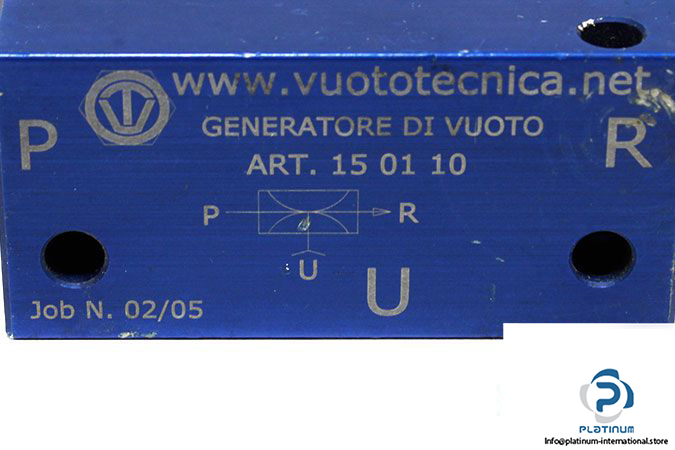 www.vuototecnica.net
GENERATORE DI VUOTO
P
R
ART. 15 01 10
P
R
U
U
Job N. 02/05
P
PLATINUM
Info@platinum-international.store